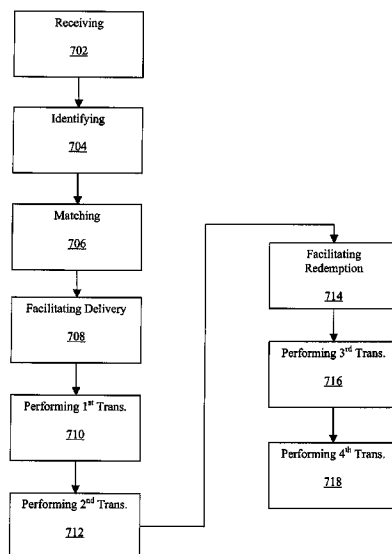 Receiving
702
Identifying
704
Matching
706
Facilitating Delivery
708
Performing 1st Trans.
710
Performing 2nd Trans.
712
Facilitating
Redemption
714
Performing 3rd Trans.
716
Performing 4th Trans.
718